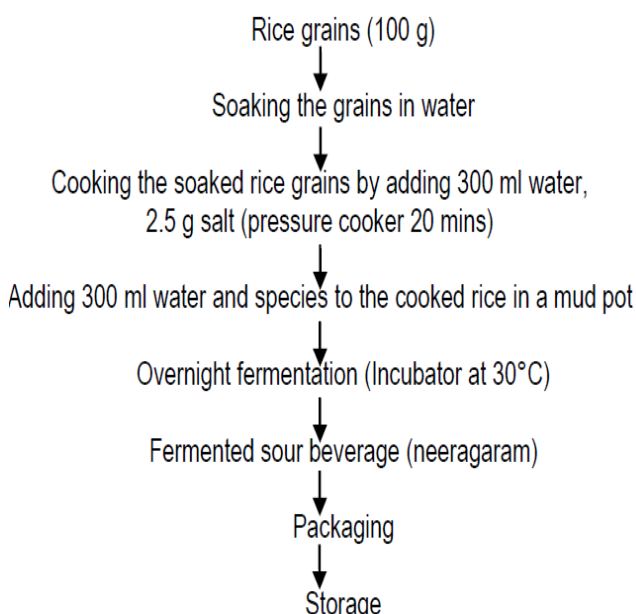 Rice grains (100 g)
Soaking the grains in water
Cooking the soaked rice grains by adding 300 ml water,
2.5 g salt (pressure cooker 20 mins)
Adding 300 ml water and species to the cooked rice in a mud pot
Overnight fermentation (Incubator at 30°C)
Fermented sour beverage (neeragaram)
Packaging
Storage